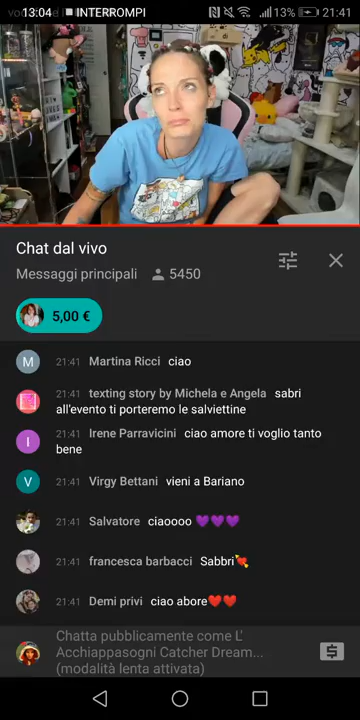 13:04 INTERROMPI 13% 21:41
Chat dal vivo
Messaggi principali 5450
5,00 €
M 21:41 Martina Ricci ciao
21:41 texting story by Michela e Angela sabri
all'evento ti porteremo le salviettine
I 21:41 Irene Parravicini ciao amore ti voglio tanto
bene
V 21:41 Virgy Bettani vieni a Bariano
21:41 Salvatore ciaoooo 💜💜💜
21:41 francesca barbacci Sabbri💘
21:41 Demi privi ciao abore❤️❤️
Chatta pubblicamente come L'
Acchiappasogni Catcher Dream...
(modalità lenta attivata)